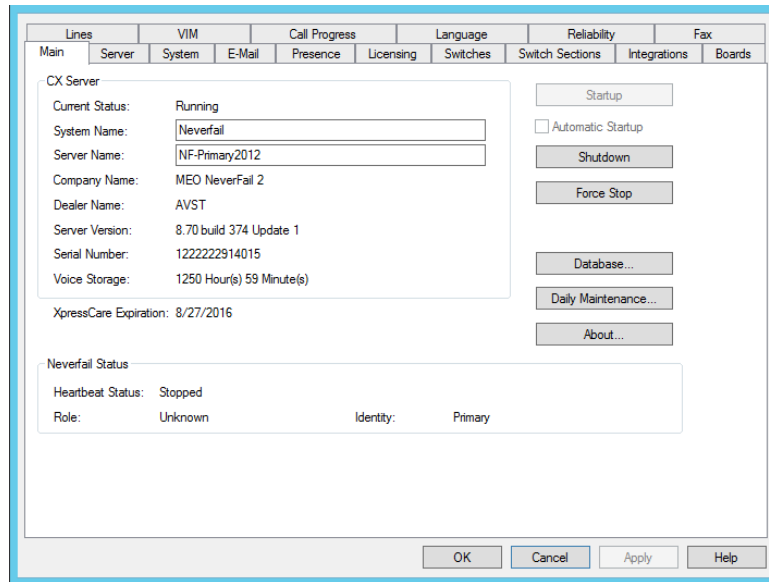 Lines VIM Call Progress Language Reliability Fax
Main Server System E-Mail Presence Licensing Switches Switch Sections Integrations Boards
CX Server
Current Status: Running
System Name: Neverfail
Server Name: NF-Primary2012
Company Name: MEO NeverFail 2
Dealer Name: AVST
Server Version: 8.70 build 374 Update 1
Serial Number: 1222222914015
Voice Storage: 1250 Hour(s) 59 Minute(s)
XpressCare Expiration: 8/27/2016
Startup
Automatic Startup
Shutdown
Force Stop
Database...
Daily Maintenance...
About...
Neverfail Status
Heartbeat Status: Stopped
Role: Unknown Identity: Primary
OK Cancel Apply Help